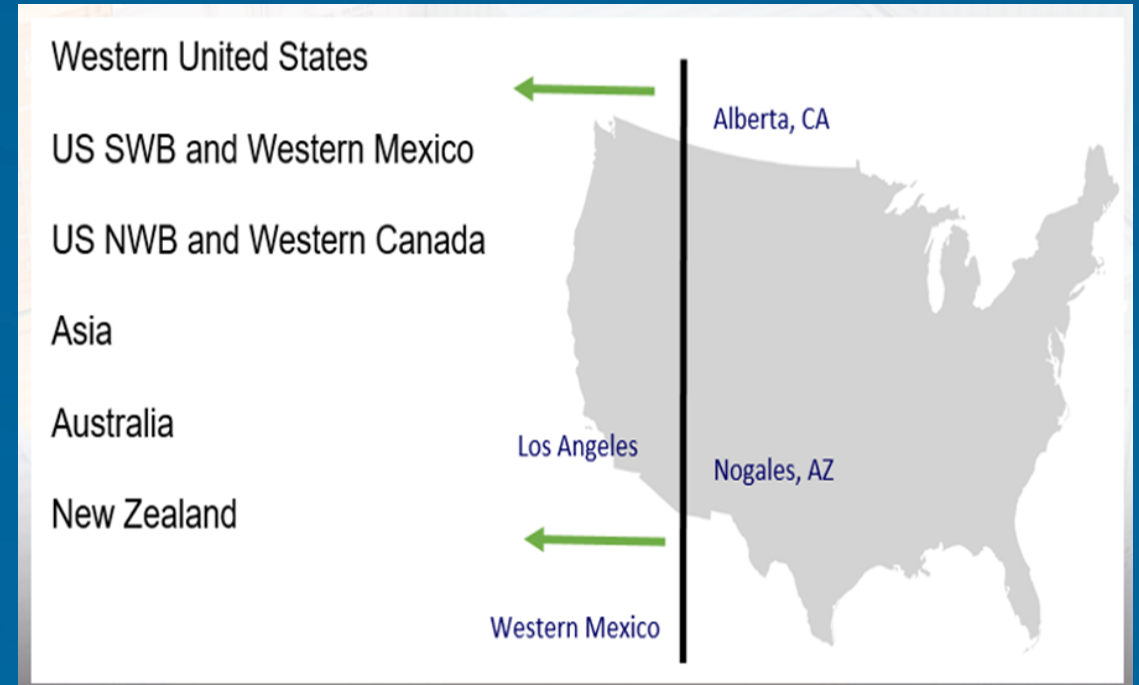 Western United States
US SWB and Western Mexico
US NWB and Western Canada
Asia
Australia
New Zealand
Alberta, CA
Los Angeles
Nogales, AZ
Western Mexico